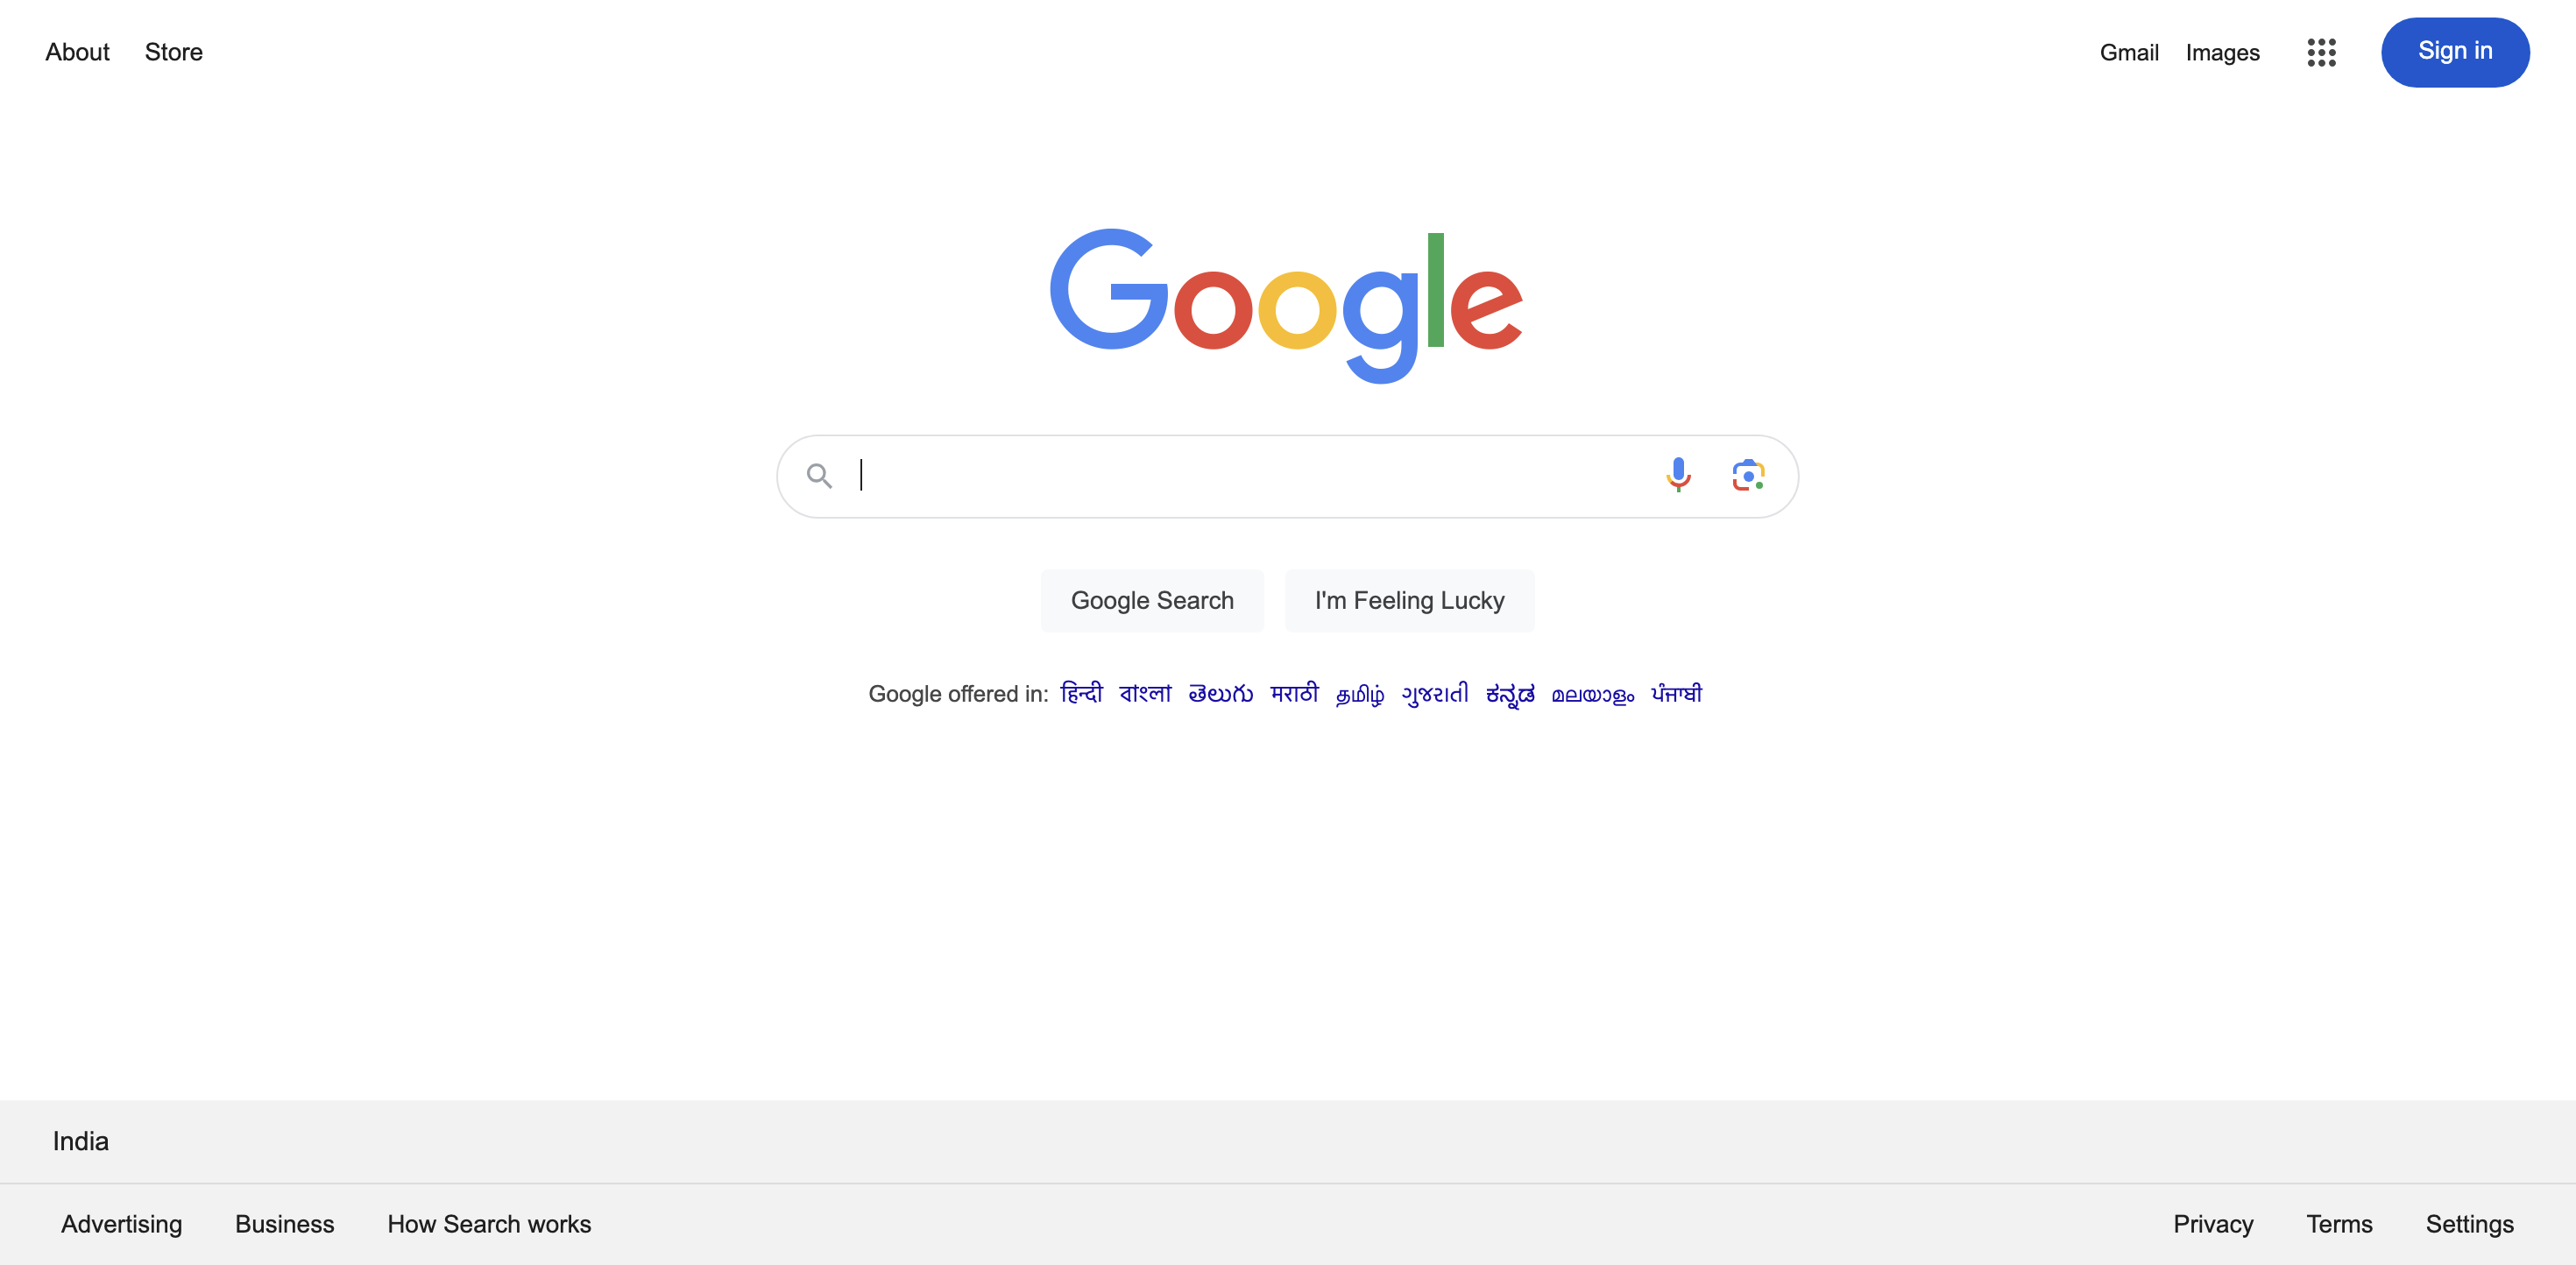 About Store Gmail Images Sign in
Google
Google Search I'm Feeling Lucky
Google offered in: हिन्दी বাংলা తెలుగు मराठी தமிழ் ગુજરાતી ಕನ್ನಡ മലയാളം ਪੰਜਾਬੀ
India
Advertising Business How Search works Privacy Terms Settings